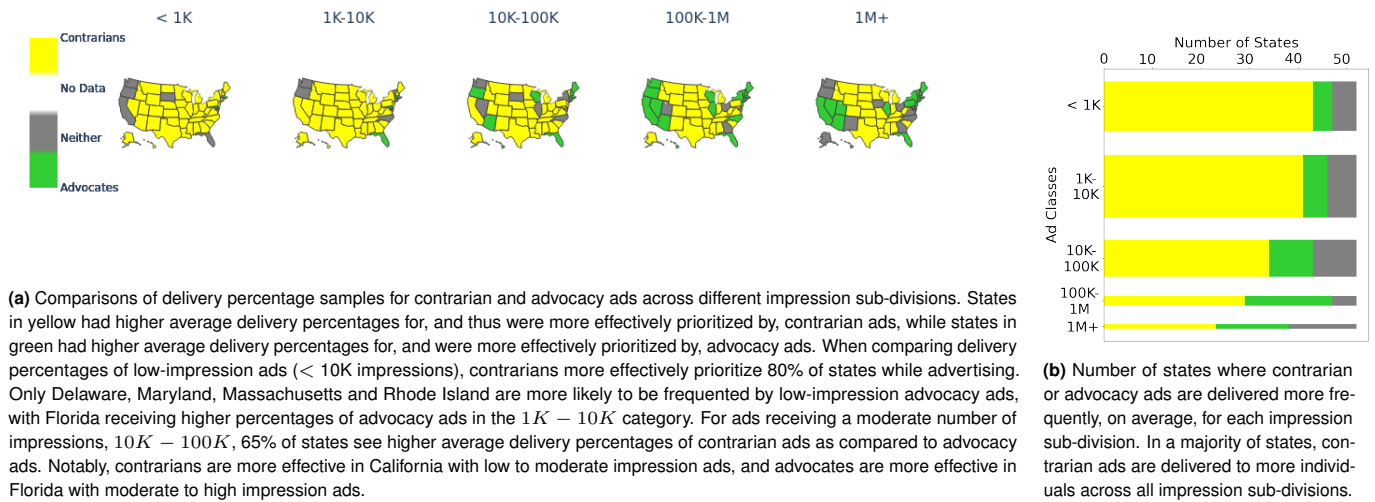 < 1K
1K-10K
10K-100K
100K-1M
1M+
Contrarians
No Data
Neither
Advocates
(a) Comparisons of delivery percentage samples for contrarian and advocacy ads across different impression sub-divisions. States
in yellow had higher average delivery percentages for, and thus were more effectively prioritized by, contrarian ads, while states in
green had higher average delivery percentages for, and were more effectively prioritized by, advocacy ads. When comparing delivery
percentages of low-impression ads (< 10K impressions), contrarians more effectively prioritize 80% of states while advertising.
Only Delaware, Maryland, Massachusetts and Rhode Island are more likely to be frequented by low-impression advocacy ads,
with Florida receiving higher percentages of advocacy ads in the 1K − 10K category. For ads receiving a moderate number of
impressions, 10K − 100K, 65% of states see higher average delivery percentages of contrarian ads as compared to advocacy
ads. Notably, contrarians are more effective in California with low to moderate impression ads, and advocates are more effective in
Florida with moderate to high impression ads.
Number of States
0 10 20 30 40 50
Ad Classes
< 1K
1K-
10K
10K-
100K
100K-
1M
1M+
(b) Number of states where contrarian
or advocacy ads are delivered more fre-
quently, on average, for each impression
sub-division. In a majority of states, con-
trarian ads are delivered to more individ-
uals across all impression sub-divisions.